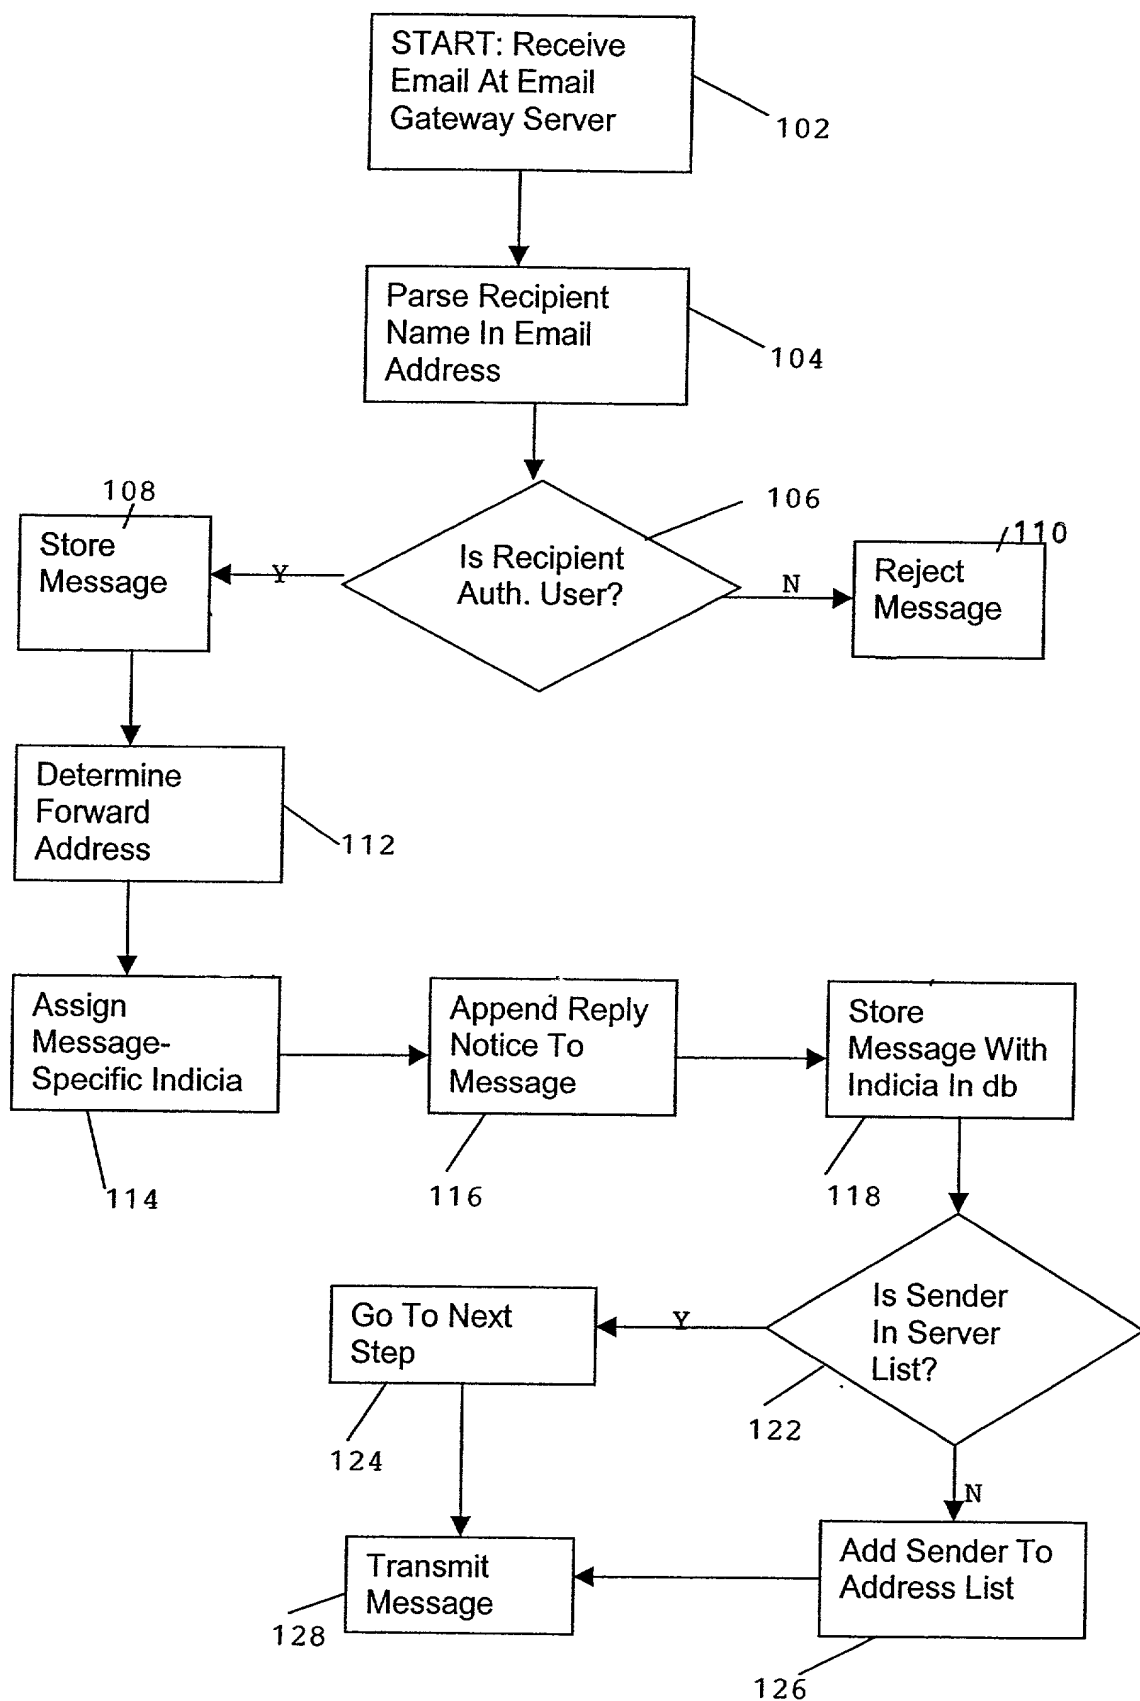 START: Receive
Email At Email
Gateway Server
102
Parse Recipient
Name In Email
Address
104
108
106
110
Store
Message
Y
Is Recipient
Auth. User?
N
Reject
Message
Determine
Forward
Address
112
Assign
Message-
Specific Indicia
114
Append Reply
Notice To
Message
116
Store
Message With
Indicia In db
118
Go To Next
Step
124
Y
Is Sender
In Server
List?
122
N
Transmit
Message
128
Add Sender To
Address List
126